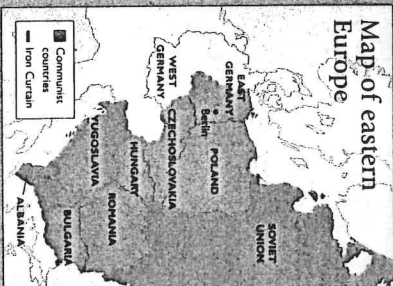 Map of eastern
Europe
EAST
GERMANY
Berlin
WEST
GERMANY
POLAND
CZECHOSLOVAKIA
SOVIET
UNION
HUNGARY
ROMANIA
YUGOSLAVIA
BULGARIA
ALBANIA
Communist
countries
Iron Curtain